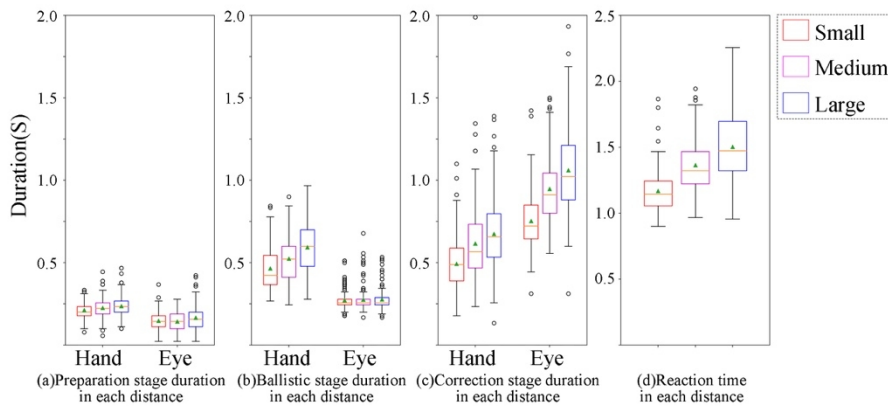 Duration(S)
2.0
1.5
1.0
0.5
Hand Eye
(a)Preparation stage duration
in each distance
2.0
1.5
1.0
0.5
Hand Eye
(b)Ballistic stage duration
in each distance
2.0
1.5
1.0
0.5
Hand Eye
(c)Correction stage duration
in each distance
2.5
2.0
1.5
1.0
0.5
(d)Reaction time
in each distance
Small
Medium
Large